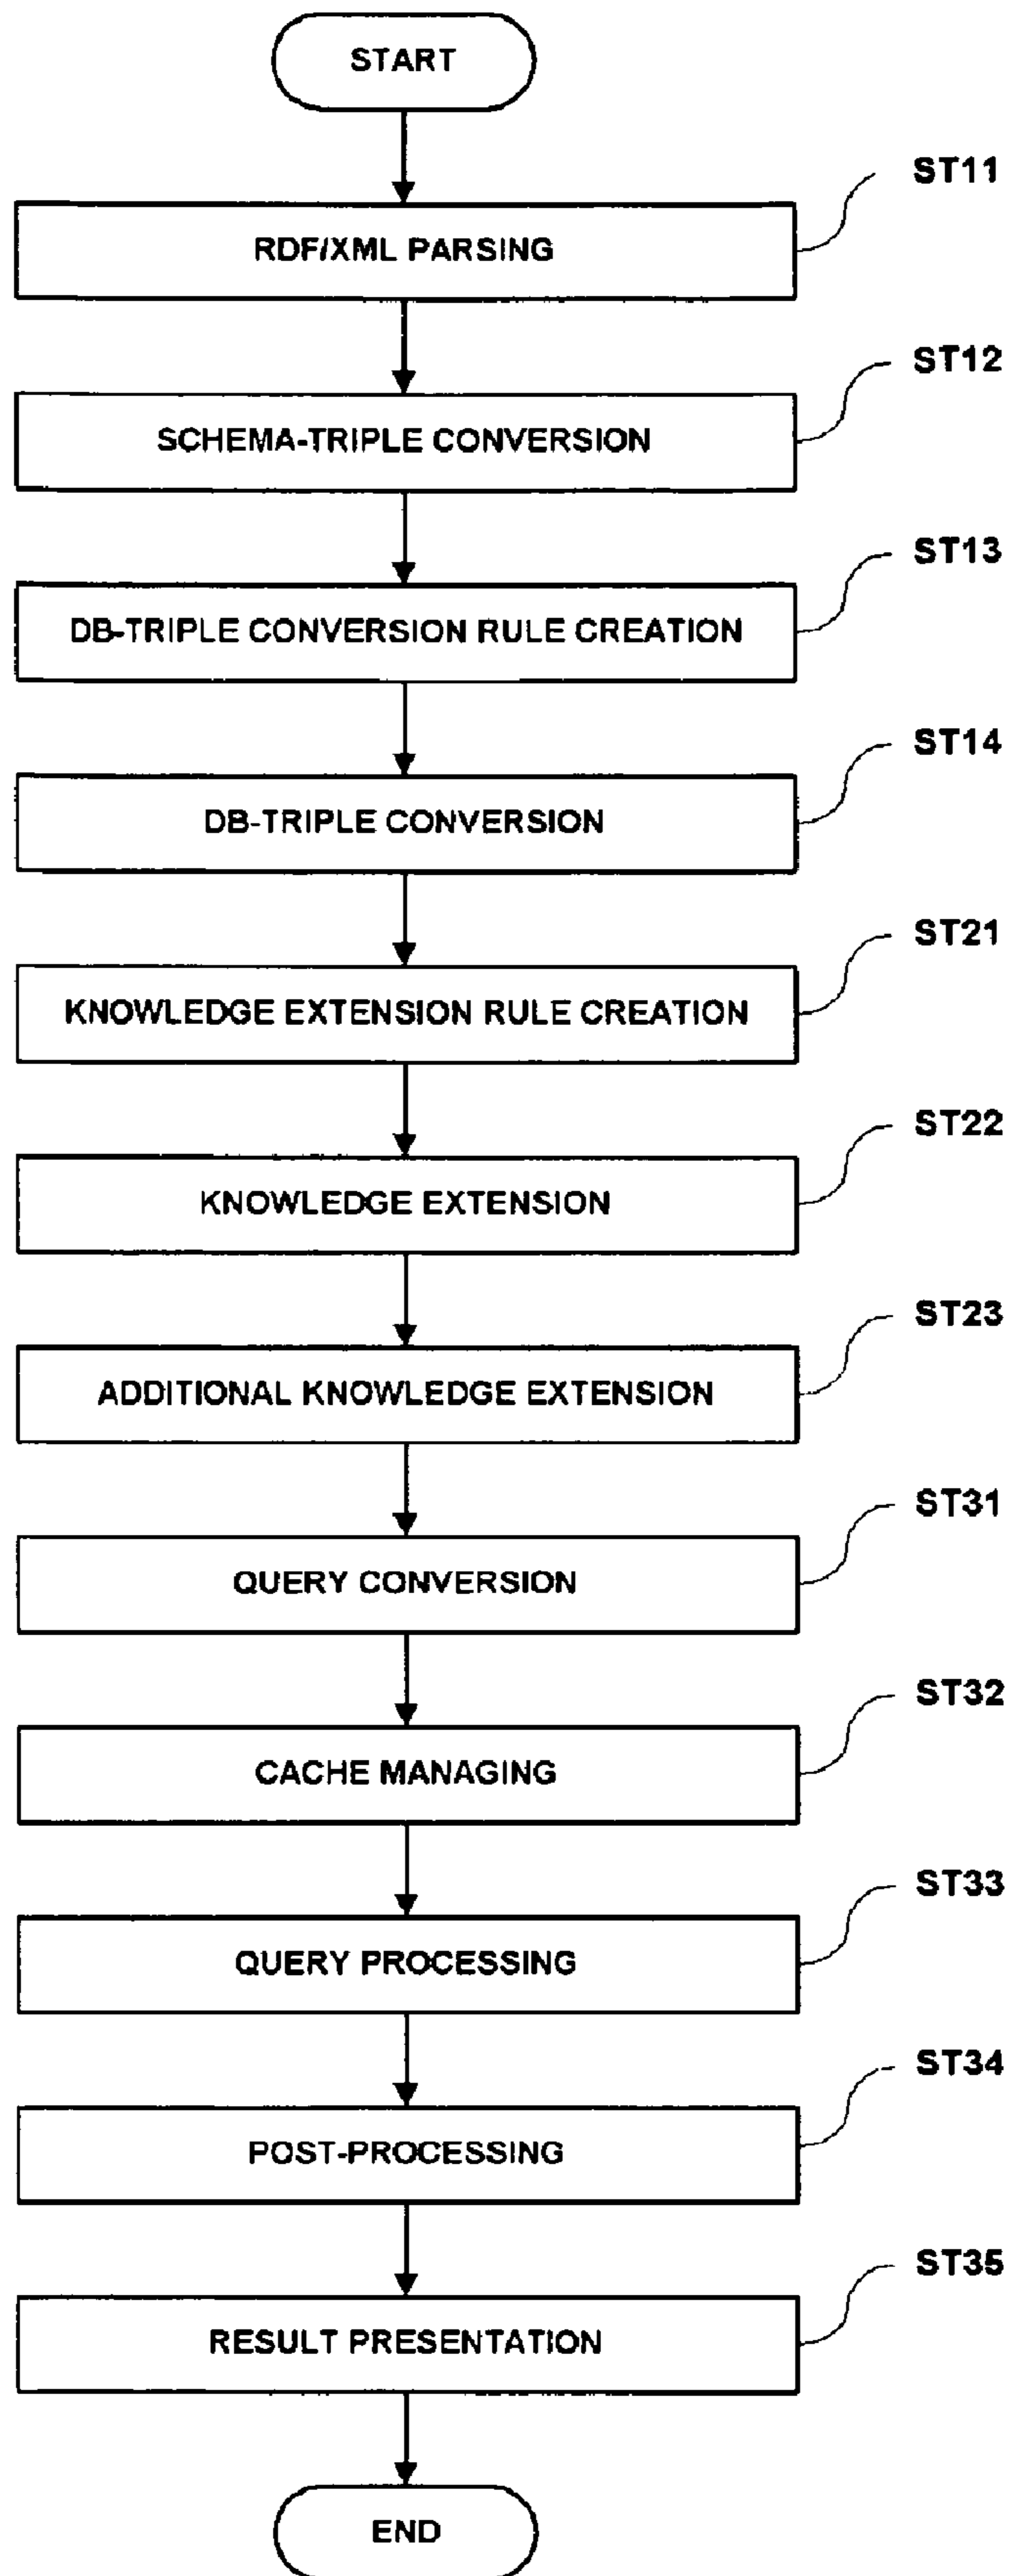 START
ST11
RDF/XML PARSING
ST12
SCHEMA-TRIPLE CONVERSION
ST13
DB-TRIPLE CONVERSION RULE CREATION
ST14
DB-TRIPLE CONVERSION
ST21
KNOWLEDGE EXTENSION RULE CREATION
ST22
KNOWLEDGE EXTENSION
ST23
ADDITIONAL KNOWLEDGE EXTENSION
ST31
QUERY CONVERSION
ST32
CACHE MANAGING
ST33
QUERY PROCESSING
ST34
POST-PROCESSING
ST35
RESULT PRESENTATION
END